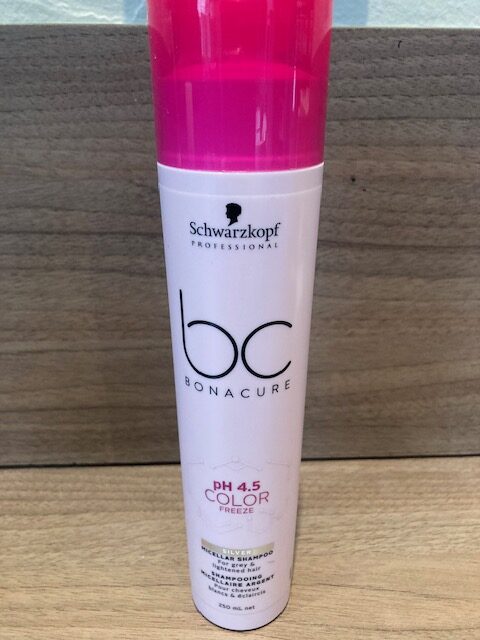 Schwarzkopf
PROFESSIONAL
bc
BONACURE
pH 4.5
COLOR
FREEZE
SILVER
MICELLAR SHAMPOO
For grey &
lightened hair
SHAMPOOING
MICELLAIRE ARGENT
Pour cheveux
blancs & éclaircis
250 mL net